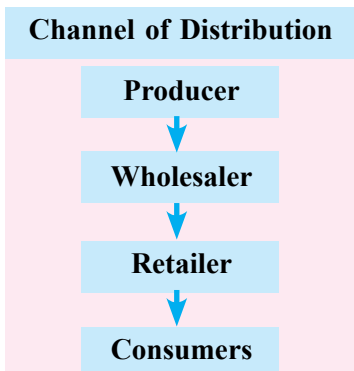 Channel of Distribution
Producer
Wholesaler
Retailer
Consumers